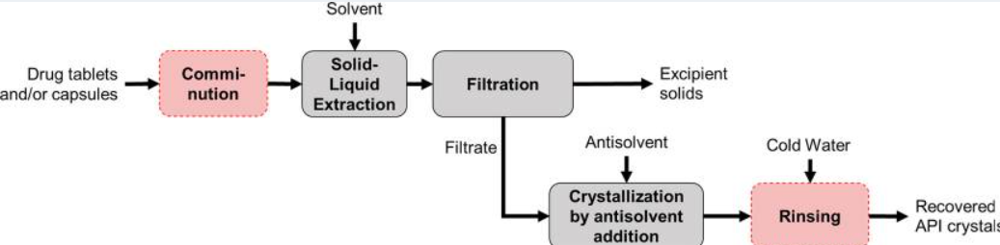 Solvent
Drug tablets
and/or capsules
Commi-
nution
Solid-
Liquid
Extraction
Filtration
Excipient
solids
Filtrate
Antisolvent
Cold Water
Crystallization
by antisolvent
addition
Rinsing
Recovered
API crystals